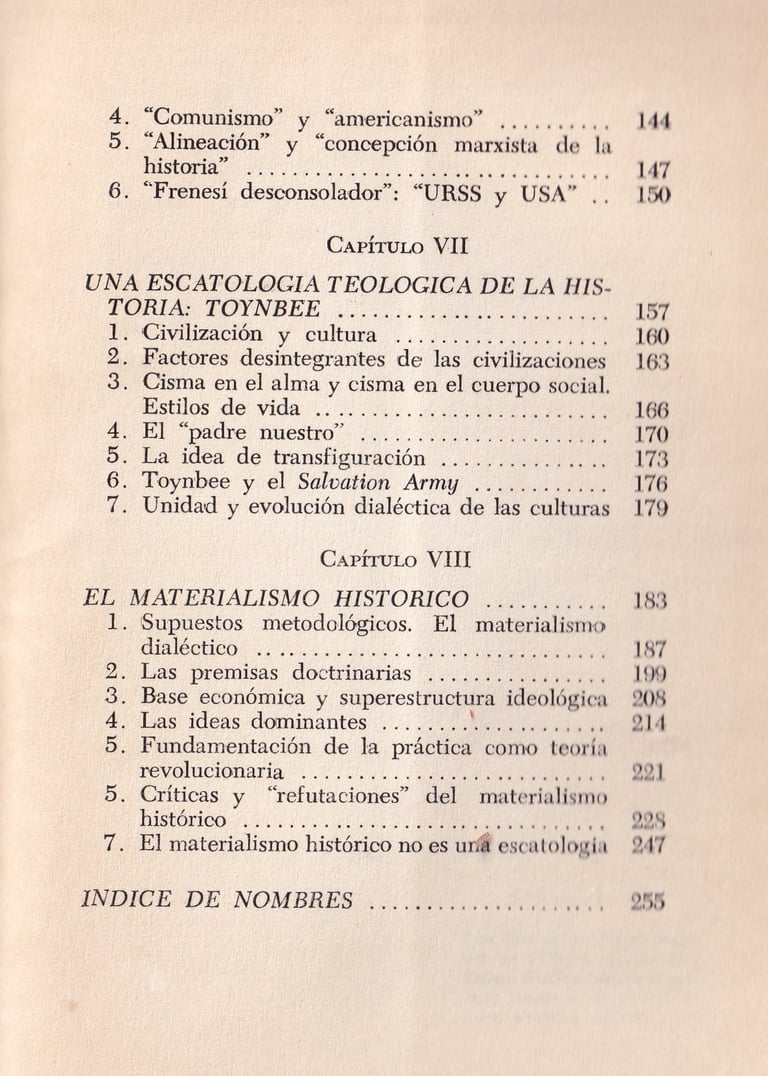 4. “Comunismo” y “americanismo” .......... 144
5. “Alineación” y “concepción marxista de la
historia” ................................ 147
6. “Frenesí desconsolador”: “URSS y USA” .. 150
Capítulo VII
UNA ESCATOLOGIA TEOLOGICA DE LA HIS-
TORIA: TOYNBEE ........................ 157
1. Civilización y cultura ................... 160
2. Factores desintegrantes de las civilizaciones 163
3. Cisma en el alma y cisma en el cuerpo social.
Estilos de vida .......................... 166
4. El “padre nuestro” ...................... 170
5. La idea de transfiguración ............... 173
6. Toynbee y el Salvation Army ............ 176
7. Unidad y evolución dialéctica de las culturas 179
Capítulo VIII
EL MATERIALISMO HISTORICO ........... 183
1. Supuestos metodológicos. El materialismo
dialéctico ............................... 187
2. Las premisas doctrinarias ................ 199
3. Base económica y superestructura ideológica 208
4. Las ideas dominantes .................... 214
5. Fundamentación de la práctica como teoría
revolucionaria ........................... 221
5. Críticas y “refutaciones” del materialismo
histórico ................................ 228
7. El materialismo histórico no es una escatología 247
INDICE DE NOMBRES ..................... 255